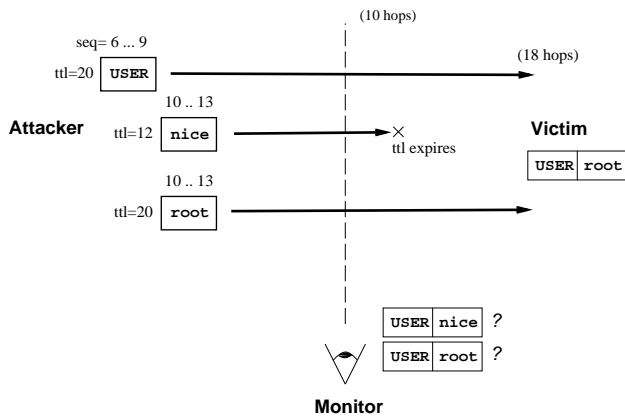 (10 hops)
seq= 6 ... 9
(18 hops)
ttl=20 USER
10 .. 13
Attacker
ttl=12 nice
ttl expires
Victim
USER root
10 .. 13
ttl=20 root
USER nice ?
USER root ?
Monitor